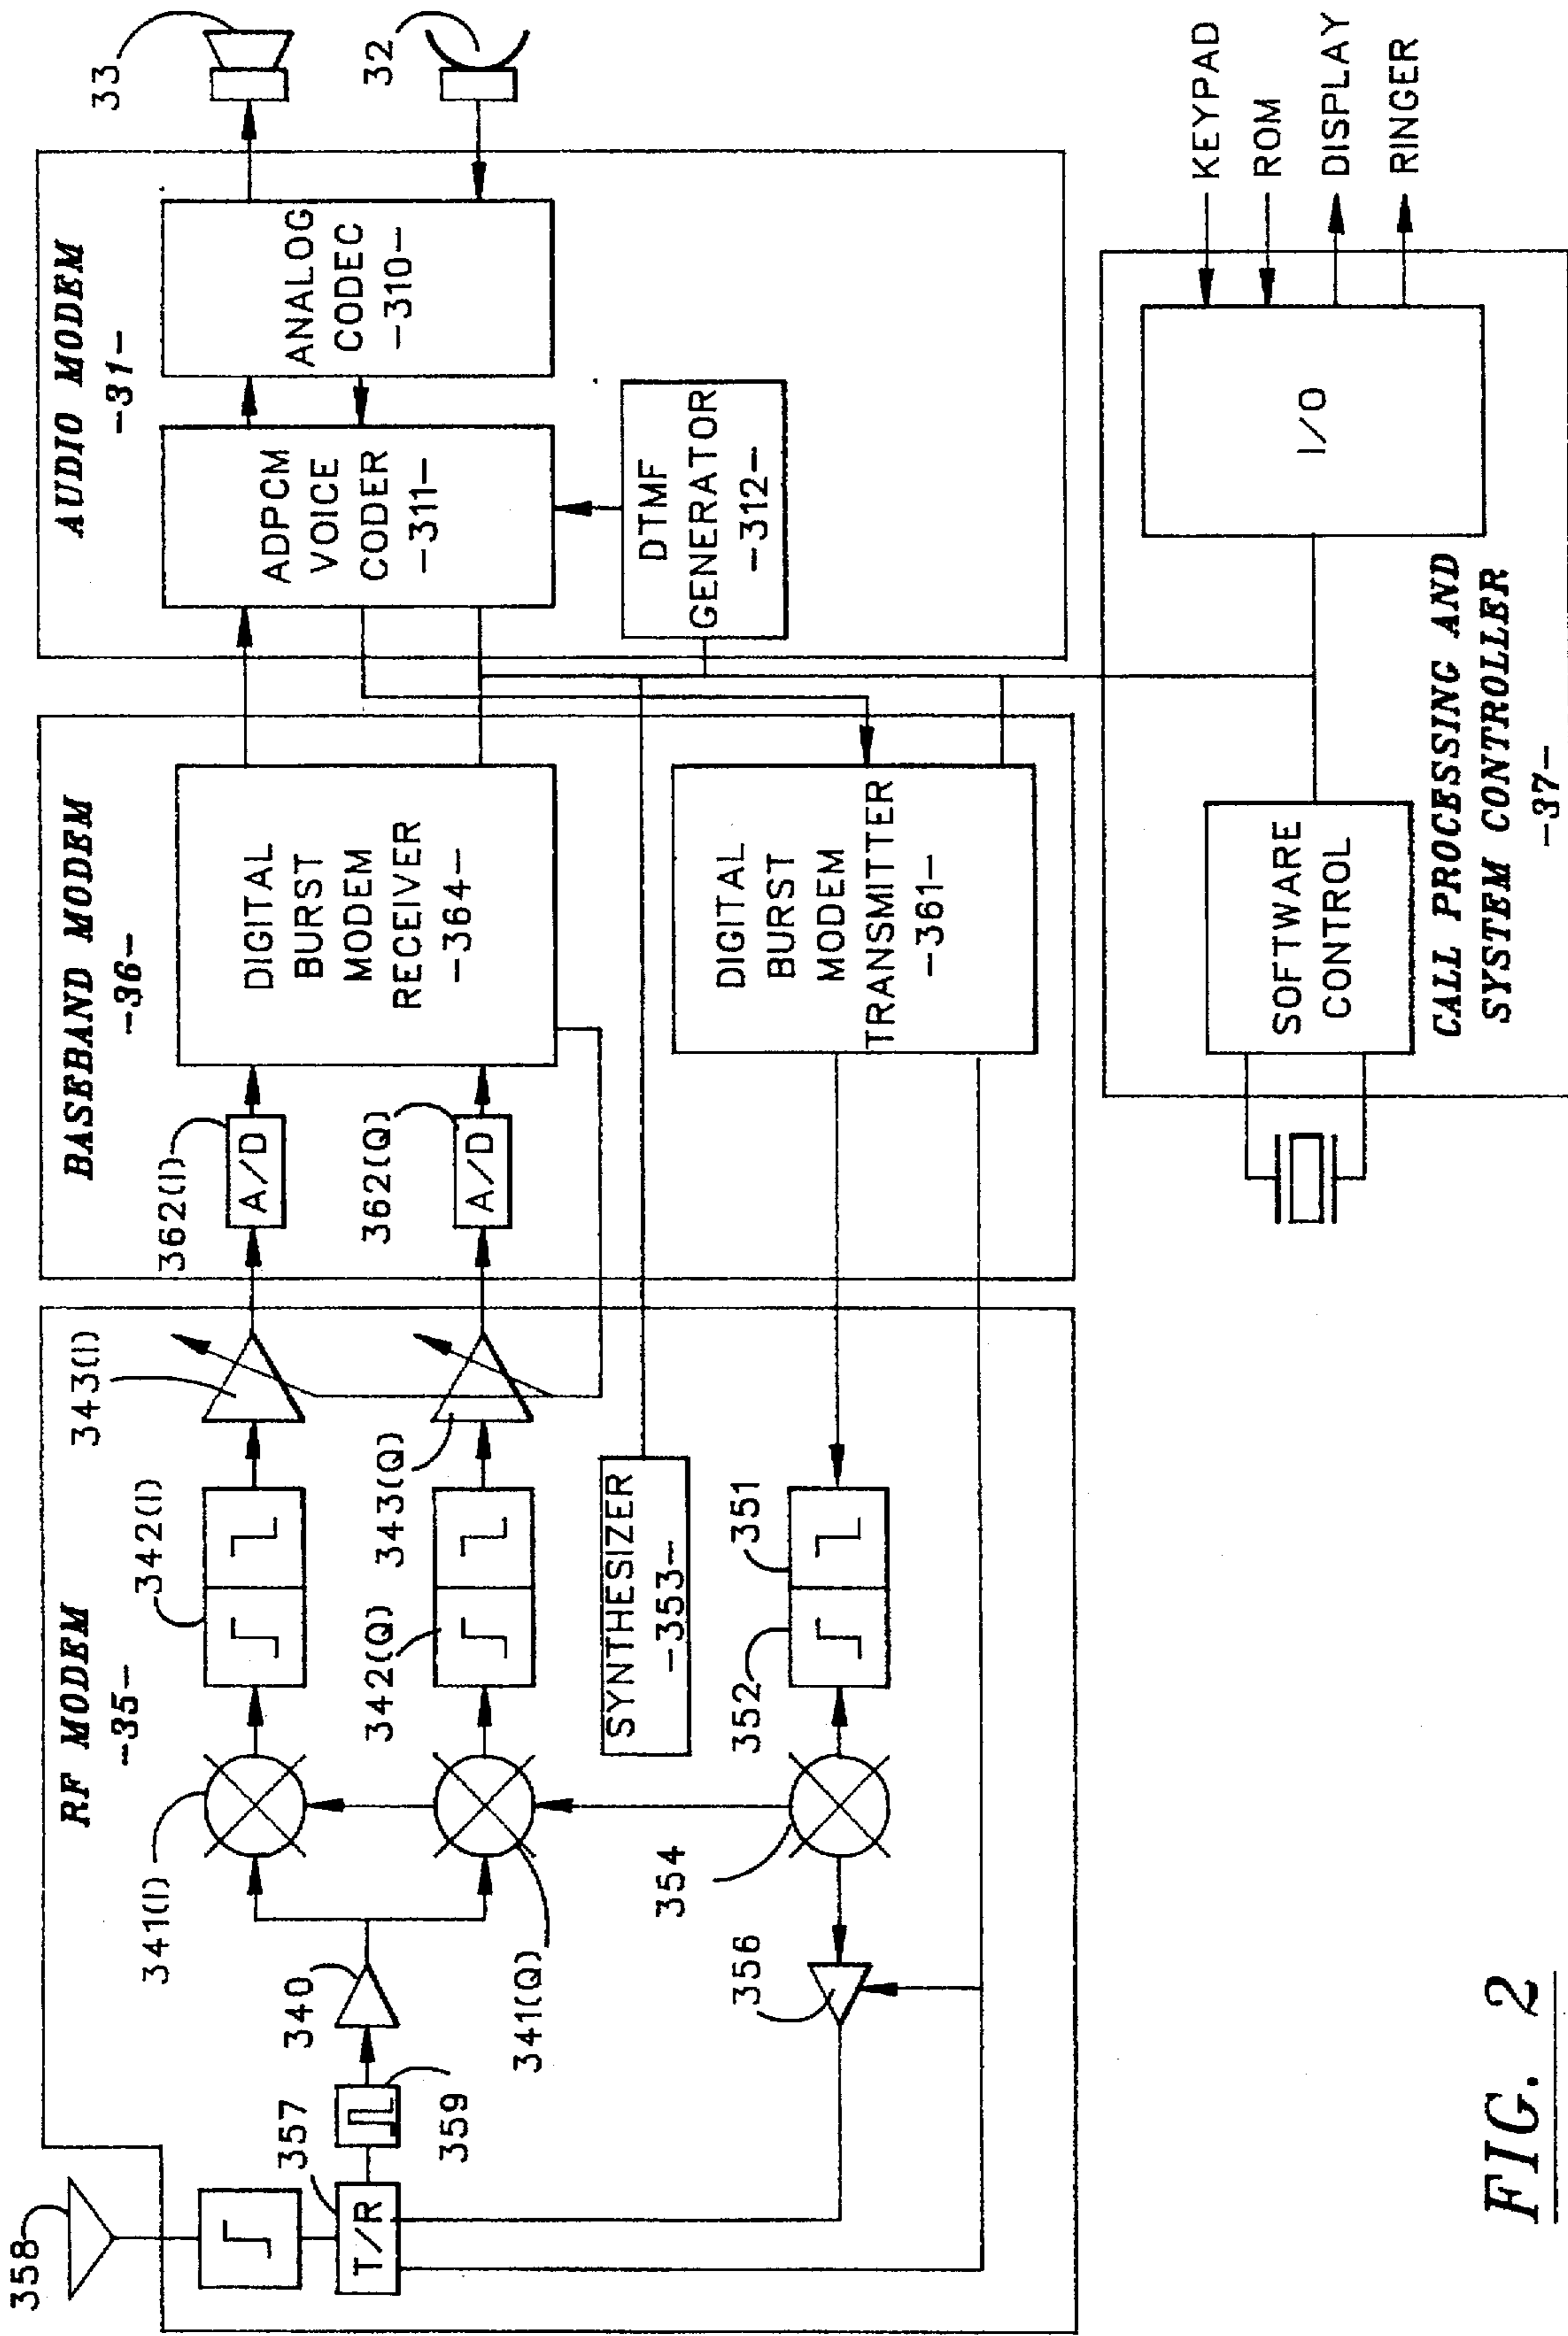 358
RF MODEM
-35-
357
T/R
359
340
341(I)
341(Q)
342(I)
342(Q)
343(I)
343(Q)
SYNTHESIZER
-353-
354
352
351
356
BASEBAND MODEM
-36-
362(I)
A/D
362(Q)
A/D
DIGITAL
BURST
MODEM
RECEIVER
-364-
DIGITAL
BURST
MODEM
TRANSMITTER
-361-
AUDIO MODEM
-31-
ADPCM
VOICE
CODER
-311-
ANALOG
CODEC
-310-
DTMF
GENERATOR
-312-
33
32
SOFTWARE
CONTROL
I/O
CALL PROCESSING AND
SYSTEM CONTROLLER
-37-
KEYPAD
ROM
DISPLAY
RINGER
FIG. 2